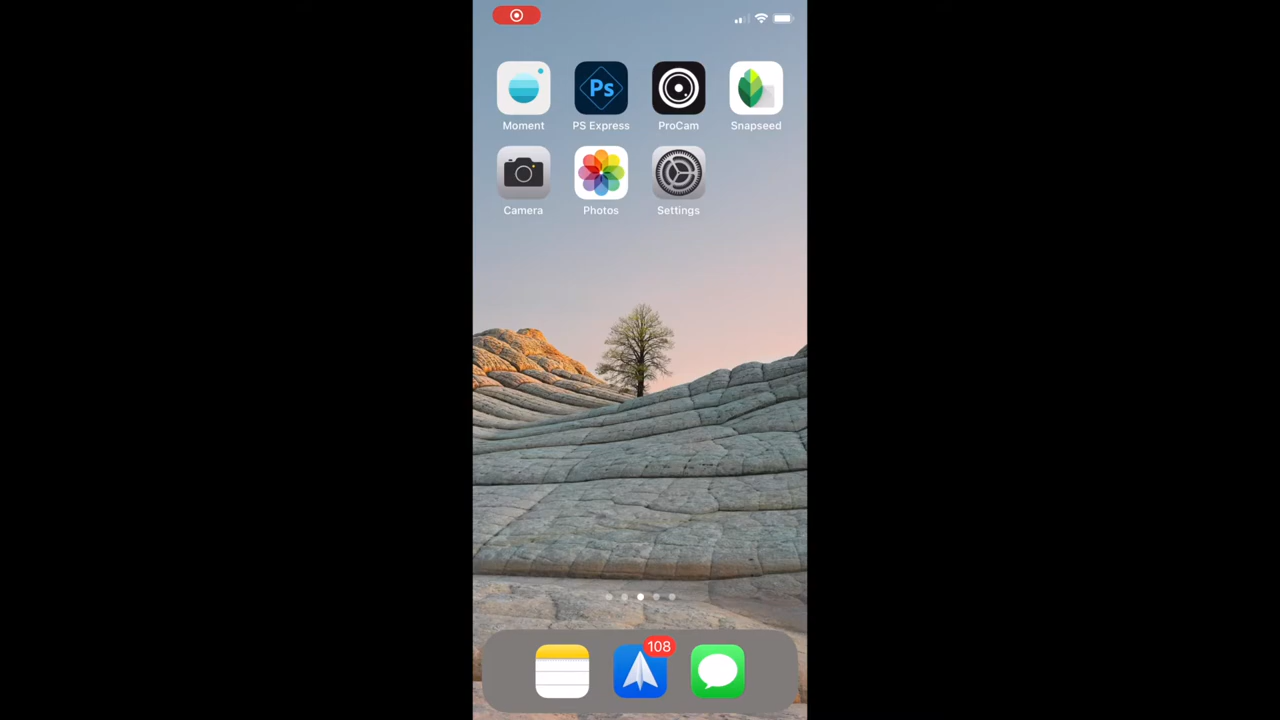 Moment
Ps
PS Express
ProCam
Snapseed
Camera
Photos
Settings
108